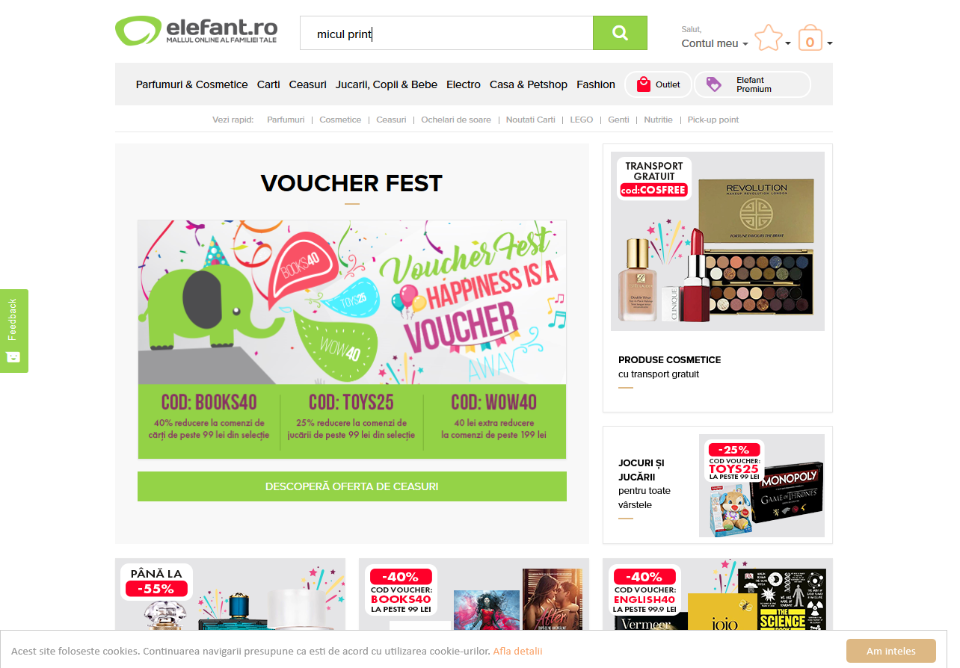 elefant.ro
MALLUL ONLINE AL FAMILIEI TALE
micul print
Salut,
Contul meu
0
Parfumuri & Cosmetice Carti Ceasuri Jucarii, Copii & Bebe Electro Casa & Petshop Fashion Outlet Elefant Premium
Vezi rapid: Parfumuri | Cosmetice | Ceasuri | Ochelari de soare | Noutati Carti | LEGO | Genti | Nutritie | Pick-up point
Feedback
VOUCHER FEST
BOOKS40
TOYS25
WOW40
Voucher Fest
HAPPINESS IS A
VOUCHER
AWAY
COD: BOOKS40
40% reducere la comenzi de
cărți de peste 99 lei din selecție
COD: TOYS25
25% reducere la comenzi de
jucării de peste 99 lei din selecție
COD: WOW40
40 lei extra reducere
la comenzi de peste 199 lei
DESCOPERĂ OFERTA DE CEASURI
TRANSPORT
GRATUIT
cod:COSFREE
REVOLUTION
CLINIQUE
PRODUSE COSMETICE
cu transport gratuit
JOCURI ȘI
JUCĂRII
pentru toate
vârstele
-25%
COD VOUCHER:
TOYS25
LA PESTE 99 LEI
MONOPOLY
GAME OF THRONES
PÂNĂ LA
-55%
-40%
COD VOUCHER:
BOOKS40
LA PESTE 99 LEI
-40%
COD VOUCHER:
ENGLISH40
LA PESTE 99.9 LEI
Vermeer
jojo
THE
SCIENCE
Acest site foloseste cookies. Continuarea navigarii presupune ca esti de acord cu utilizarea cookie-urilor. Afla detalii
Am inteles